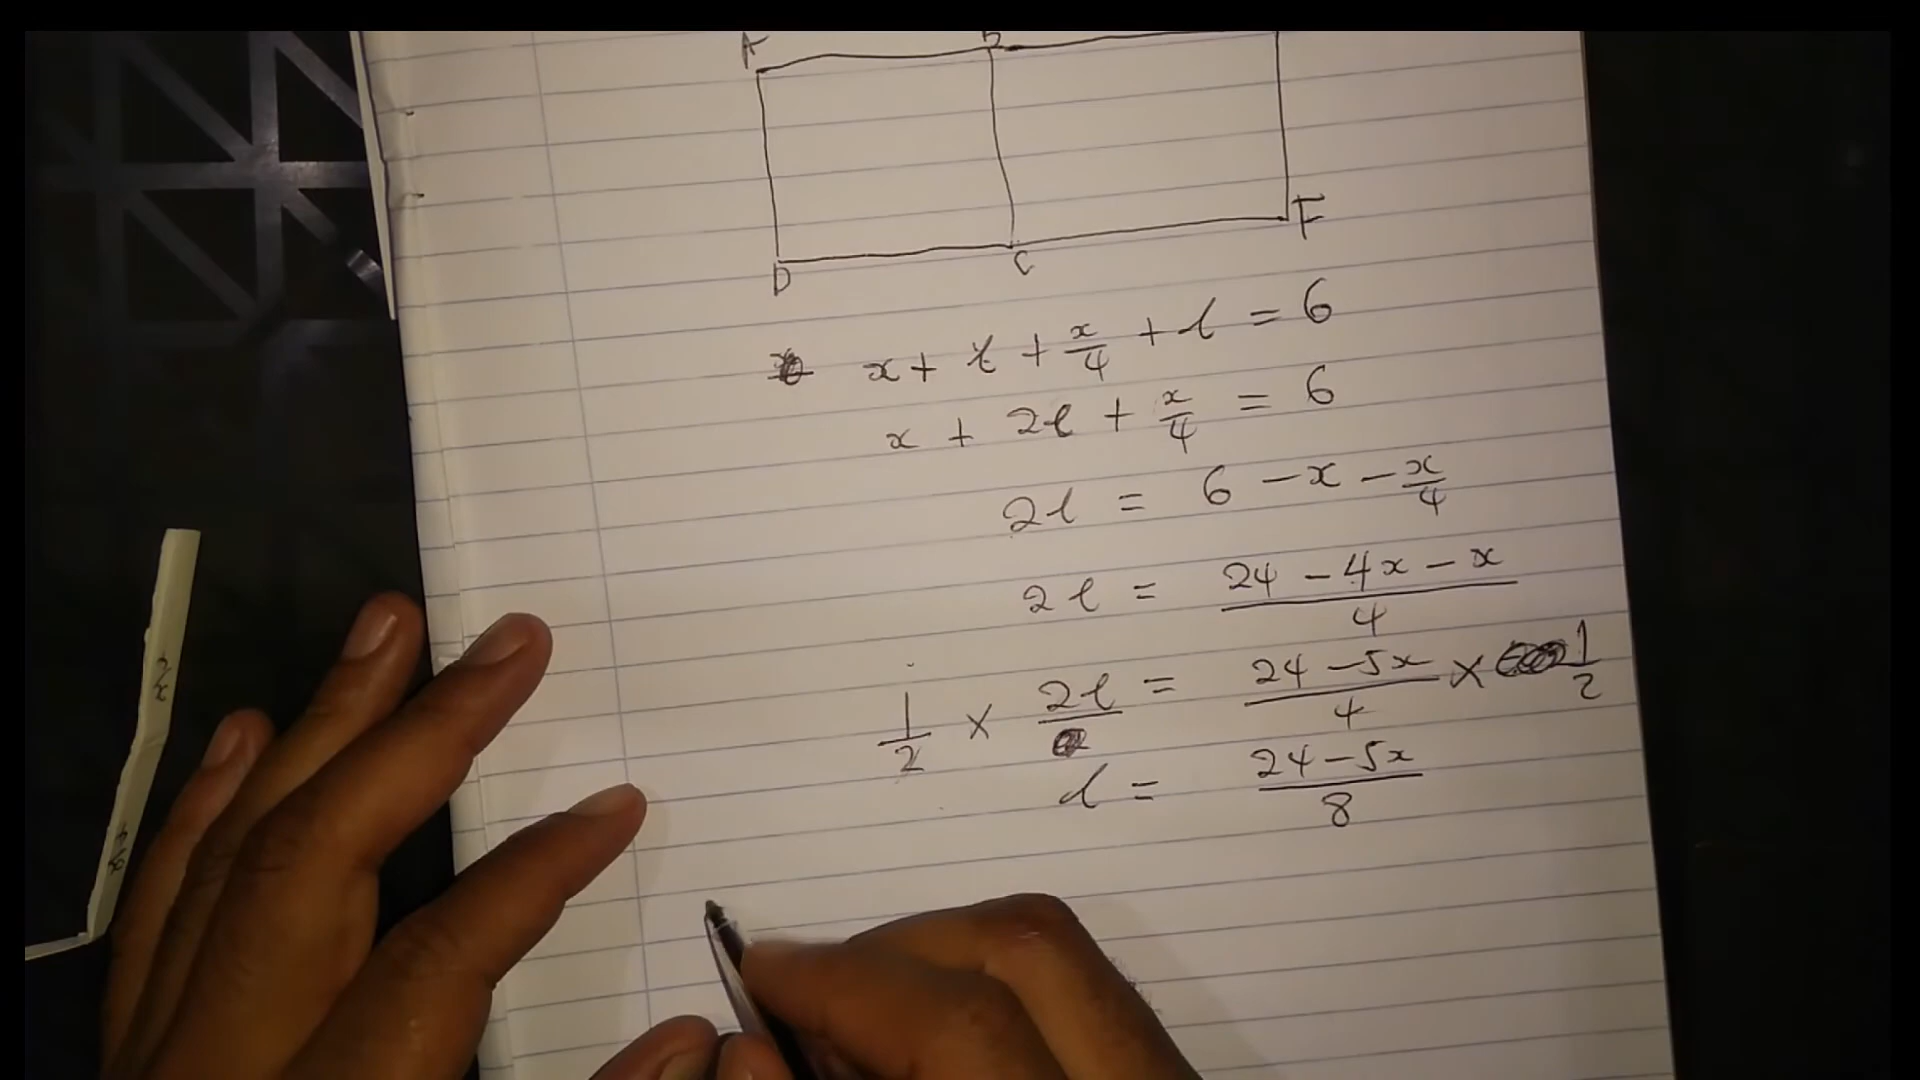 A B
D C F
x + l + x/4 + l = 6
x + 2l + x/4 = 6
2l = 6 - x - x/4
2l = (24 - 4x - x)/4
1/2 × 2l = (24 - 5x)/4 × 1/2
l = (24 - 5x)/8